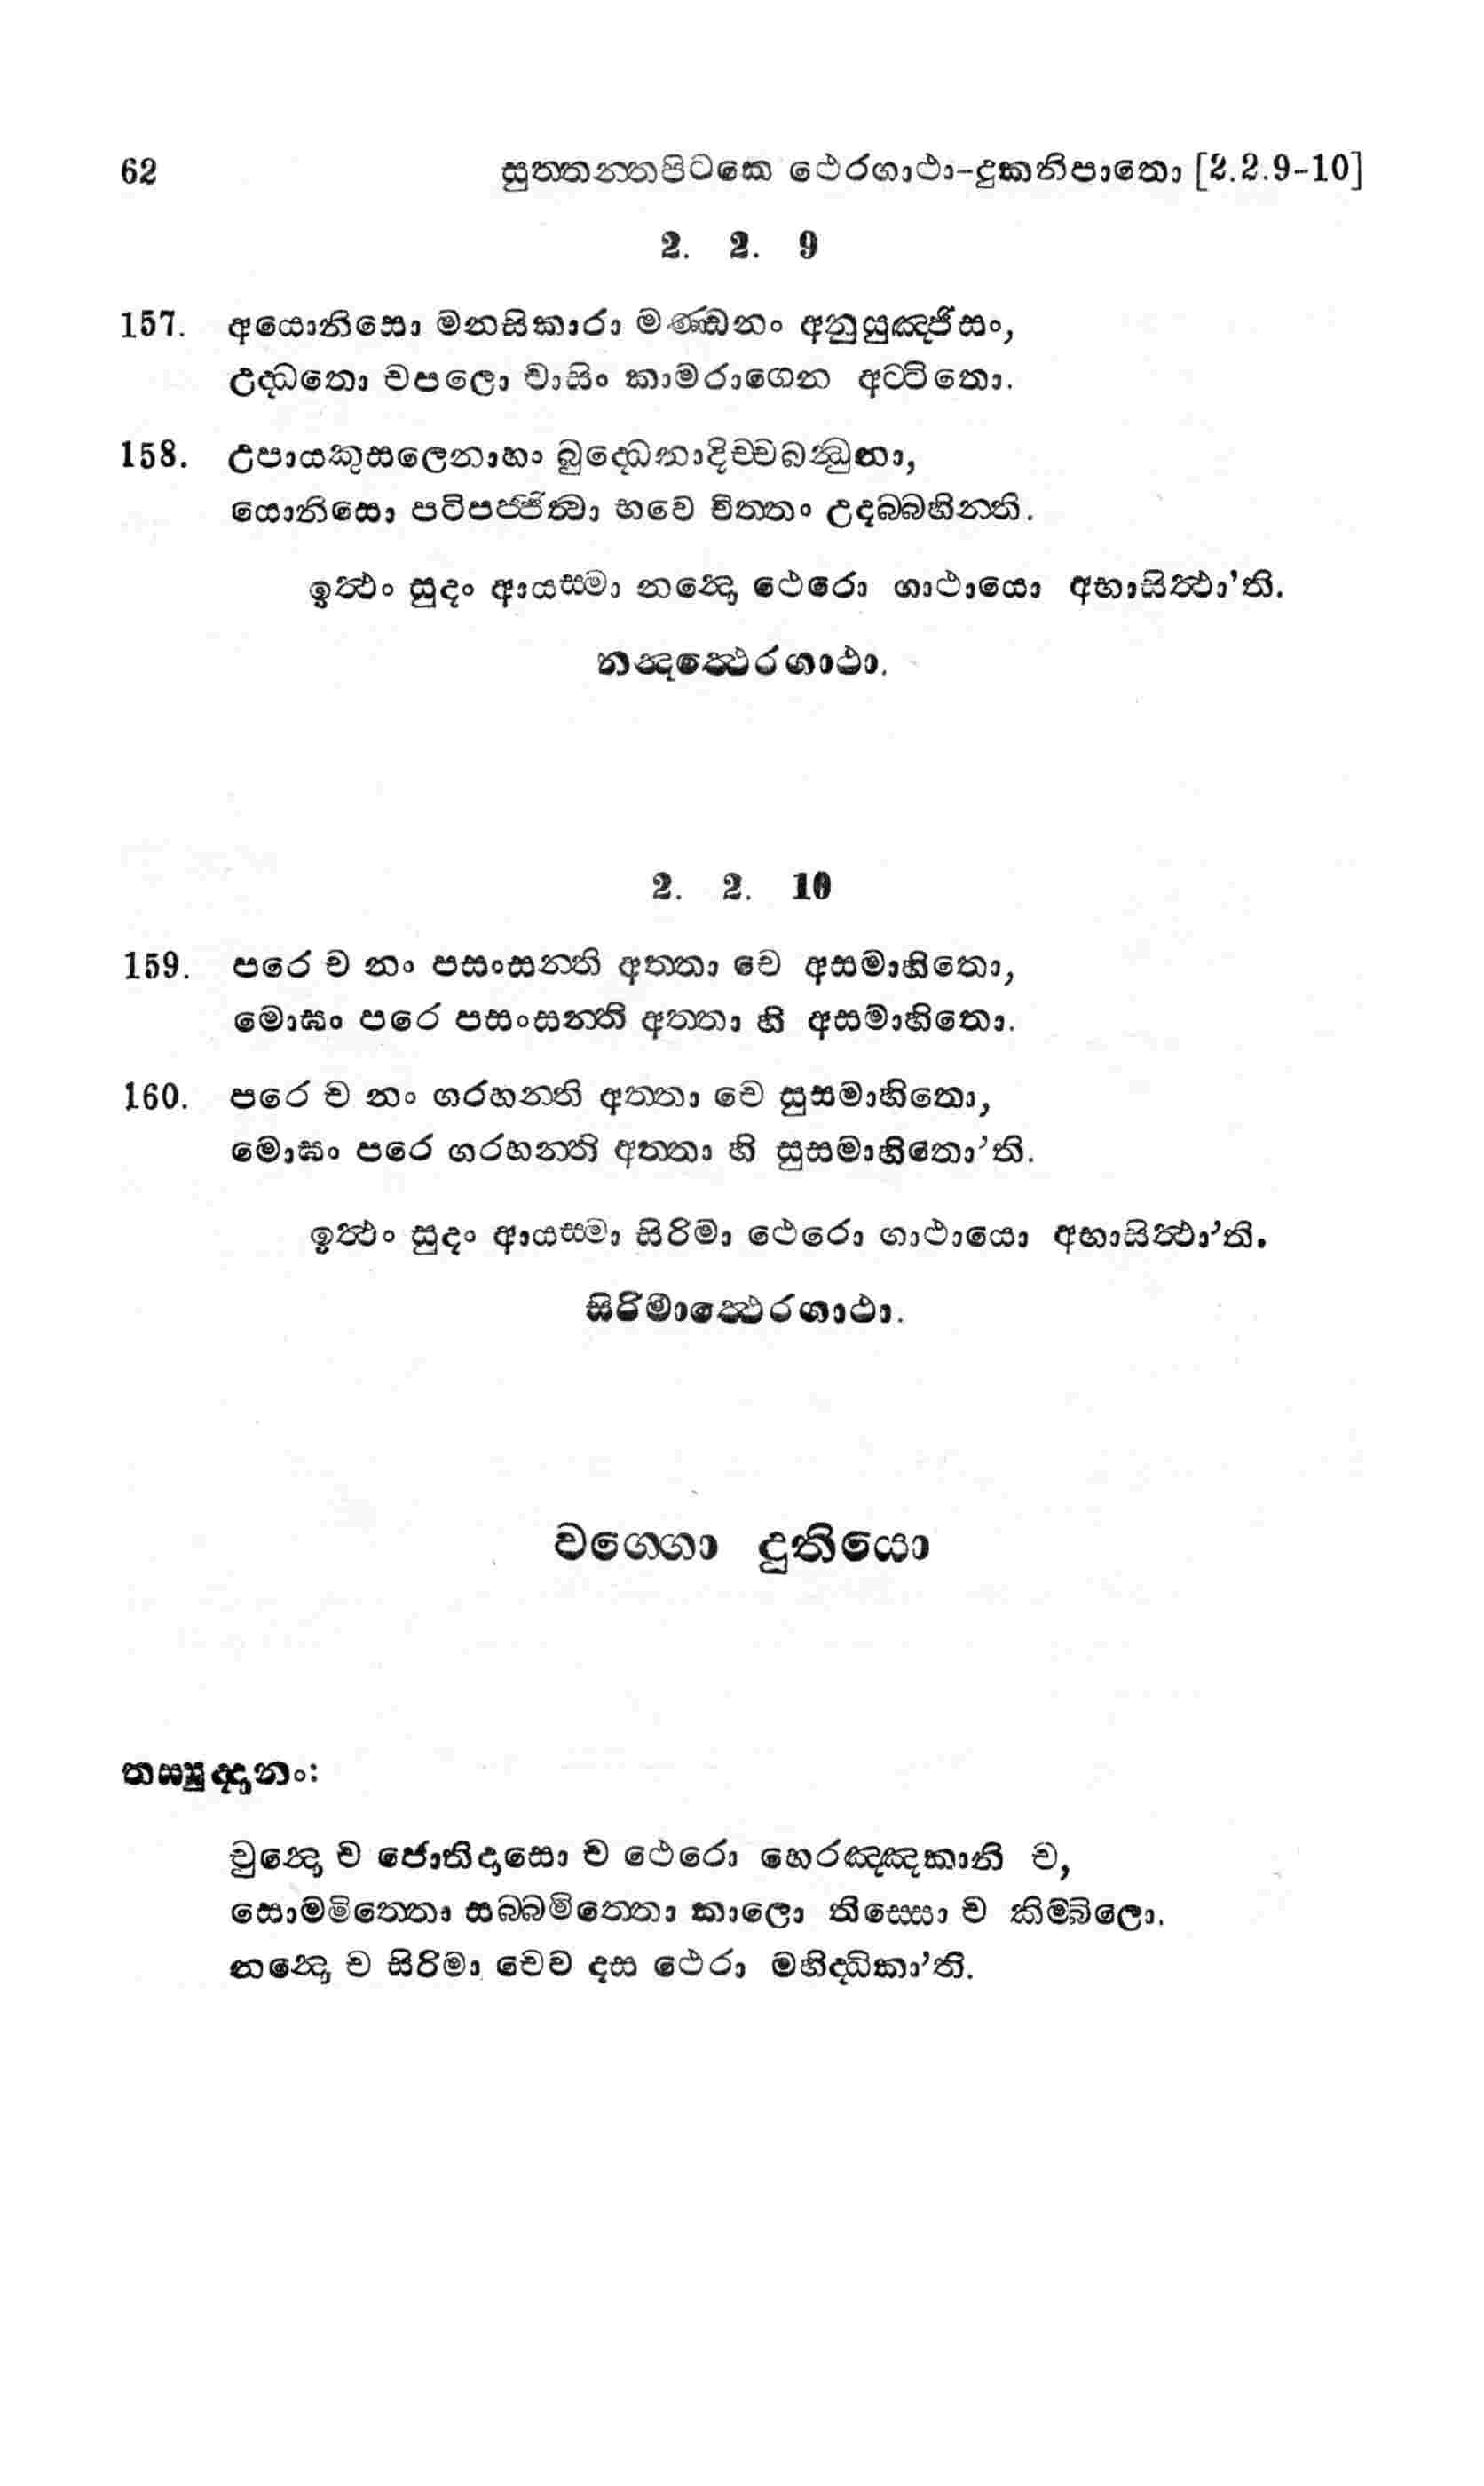 62 සුත්තන්තපිටකෙ ථෙරගාථා-දුකනිපාතො [2.2.9-10]
2. 2. 9
157. අයොනිසො මනසිකාරා මණ්ඩනං අනුයුඤ්ජිසං,
උද්ධතො චපලො චාසිං කාමරාගෙන අට්ටිතො.
158. උපායකුසලෙනාහං බුද්ධෙනාදිච්චබන්ධුනා,
යොනිසො පටිපජ්ජිත්වා භවෙ චිත්තං උදබ්බහින්ති.
ඉත්ථං සුදං ආයස්මා නන්දො ථෙරො ගාථායො අභාසිත්ථා'ති.
නන්දත්ථෙරගාථා.
2. 2. 10
159. පරෙ ච නං පසංසන්ති අත්තා චෙ අසමාහිතො,
මොඝං පරෙ පසංසන්ති අත්තා හි අසමාහිතො.
160. පරෙ ච නං ගරහන්ති අත්තා චෙ සුසමාහිතො,
මොඝං පරෙ ගරහන්ති අත්තා හි සුසමාහිතො'ති.
ඉත්ථං සුදං ආයස්මා සිරිමා ථෙරො ගාථායො අභාසිත්ථා'ති.
සිරිමාත්ථෙරගාථා.
වග්ගො දුතියො
තස්සුද්දානං:
චුන්දො ච ජොතිදාසො ච ථෙරො හෙරඤ්ඤකානි ච,
සොමමිත්තො සබ්බමිත්තො කාලො තිස්සො ච කිම්බිලො.
නන්දො ච සිරිමා චෙව දස ථෙරා මහිද්ධිකා'ති.